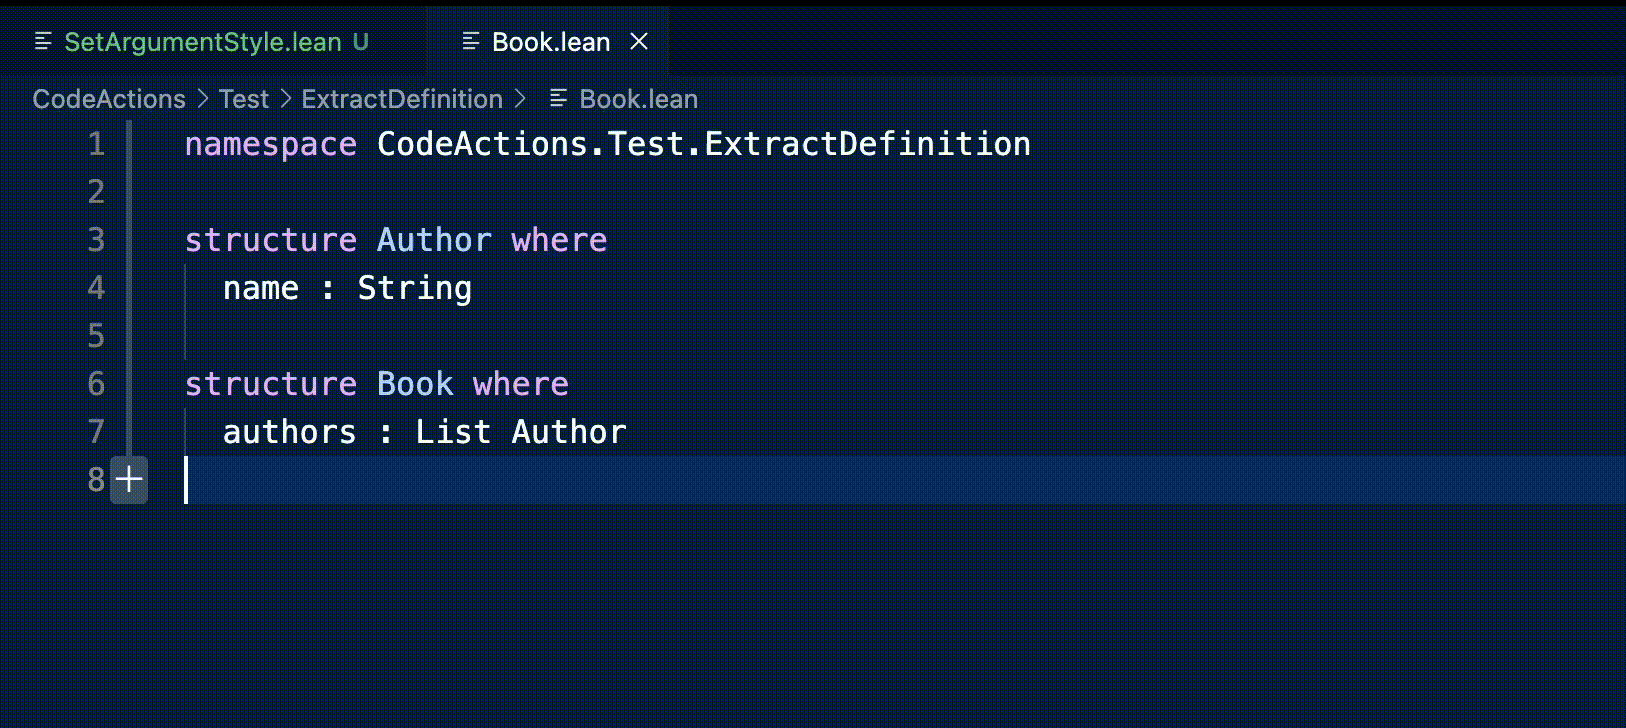 SetArgumentStyle.lean U
Book.lean
CodeActions > Test > ExtractDefinition > Book.lean
1 namespace CodeActions.Test.ExtractDefinition
2
3 structure Author where
4 name : String
5
6 structure Book where
7 authors : List Author
8